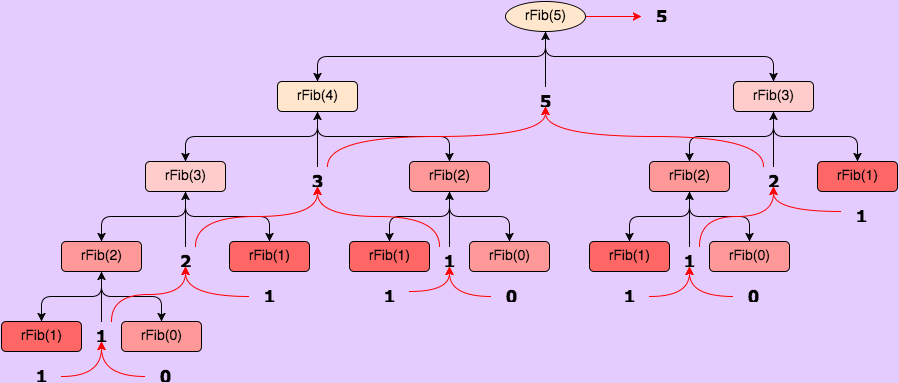 rFib(5) 5
rFib(4) 5 rFib(3)
rFib(3) 3 rFib(2) rFib(2) 2 rFib(1)
1
rFib(2) 2 rFib(1) rFib(1) 1 rFib(0) rFib(1) 1 rFib(0)
1 1 0 1 0
rFib(1) 1 rFib(0)
1 0